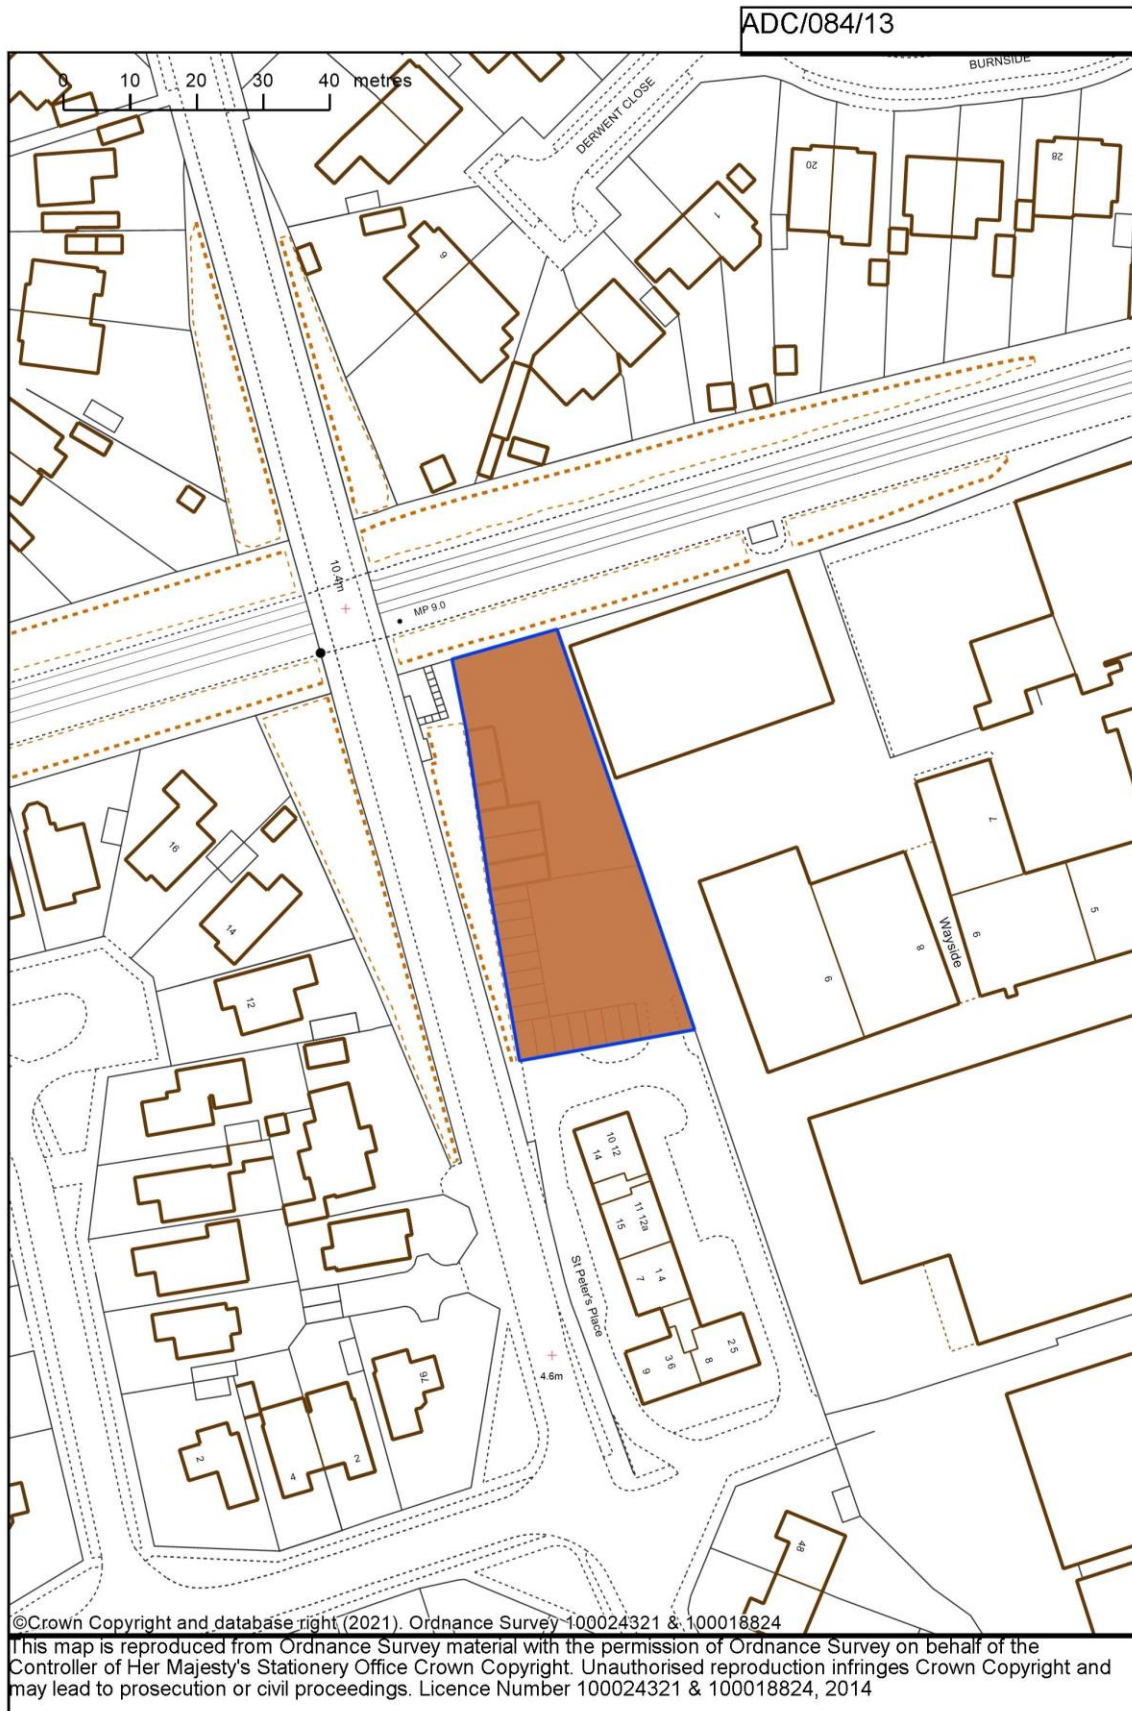 ADC/084/13
0 10 20 30 40 metres
BURNSIDE
DERWENT CLOSE
20
28
1
9
10.4m
MP 9.0
16
14
12
7
Wayside
6
5
8
9
10 12
14
11 12a
15
1 4
7
St Peter's Place
2 5
3 6
8
9
4.6m
76
2
4
2
48
©Crown Copyright and database right (2021). Ordnance Survey 100024321 & 100018824
This map is reproduced from Ordnance Survey material with the permission of Ordnance Survey on behalf of the
Controller of Her Majesty's Stationery Office Crown Copyright. Unauthorised reproduction infringes Crown Copyright and
may lead to prosecution or civil proceedings. Licence Number 100024321 & 100018824, 2014